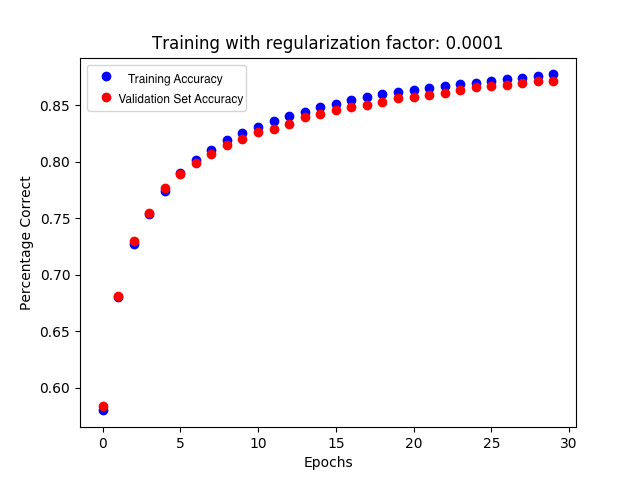 Training with regularization factor: 0.0001
Training Accuracy
Validation Set Accuracy
Percentage Correct
0.85
0.80
0.75
0.70
0.65
0.60
0 5 10 15 20 25 30
Epochs